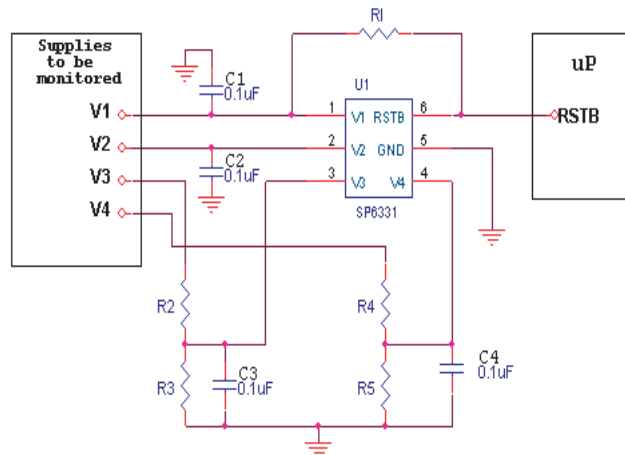 Supplies
to be
monitored
V1
V2
V3
V4
C1
0.1uF
C2
0.1uF
R1
U1
1 V1 RSTB 6
2 V2 GND 5
3 V3 V4 4
SP6331
uP
RSTB
R2
R3
C3
0.1uF
R4
R5
C4
0.1uF